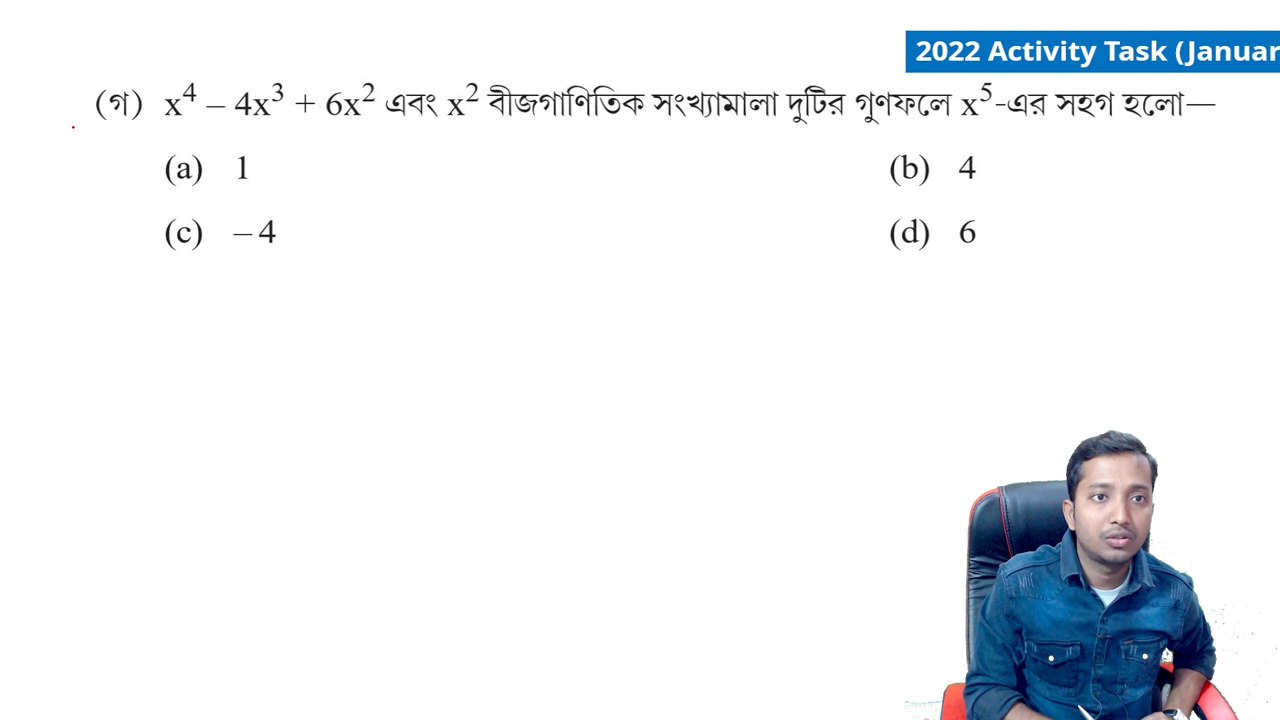 2022 Activity Task (Januar
(গ) x⁴ – 4x³ + 6x² এবং x² বীজগাণিতিক সংখ্যামালা দুটির গুণফলে x⁵-এর সহগ হলো—
(a) 1 (b) 4
(c) – 4 (d) 6